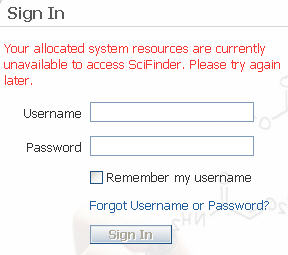 Sign In
Your allocated system resources are currently
unavailable to access SciFinder. Please try again
later.
Username
Password
Remember my username
Forgot Username or Password?
Sign In
NH2